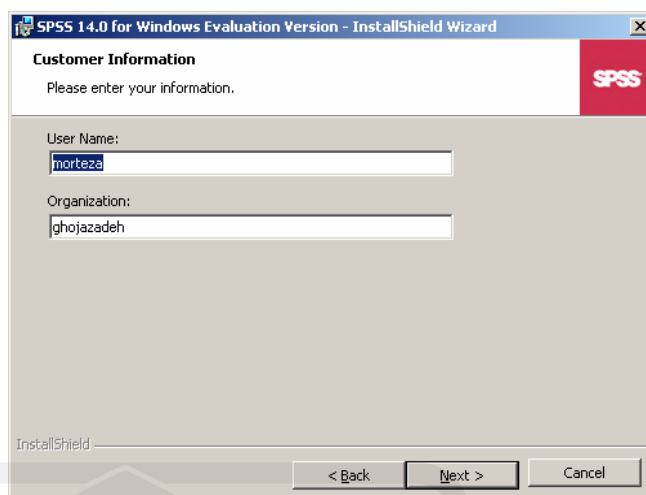 SPSS 14.0 for Windows Evaluation Version - InstallShield Wizard
Customer Information
Please enter your information.
SPSS
User Name:
morteza
Organization:
ghojazadeh
InstallShield
< Back Next > Cancel